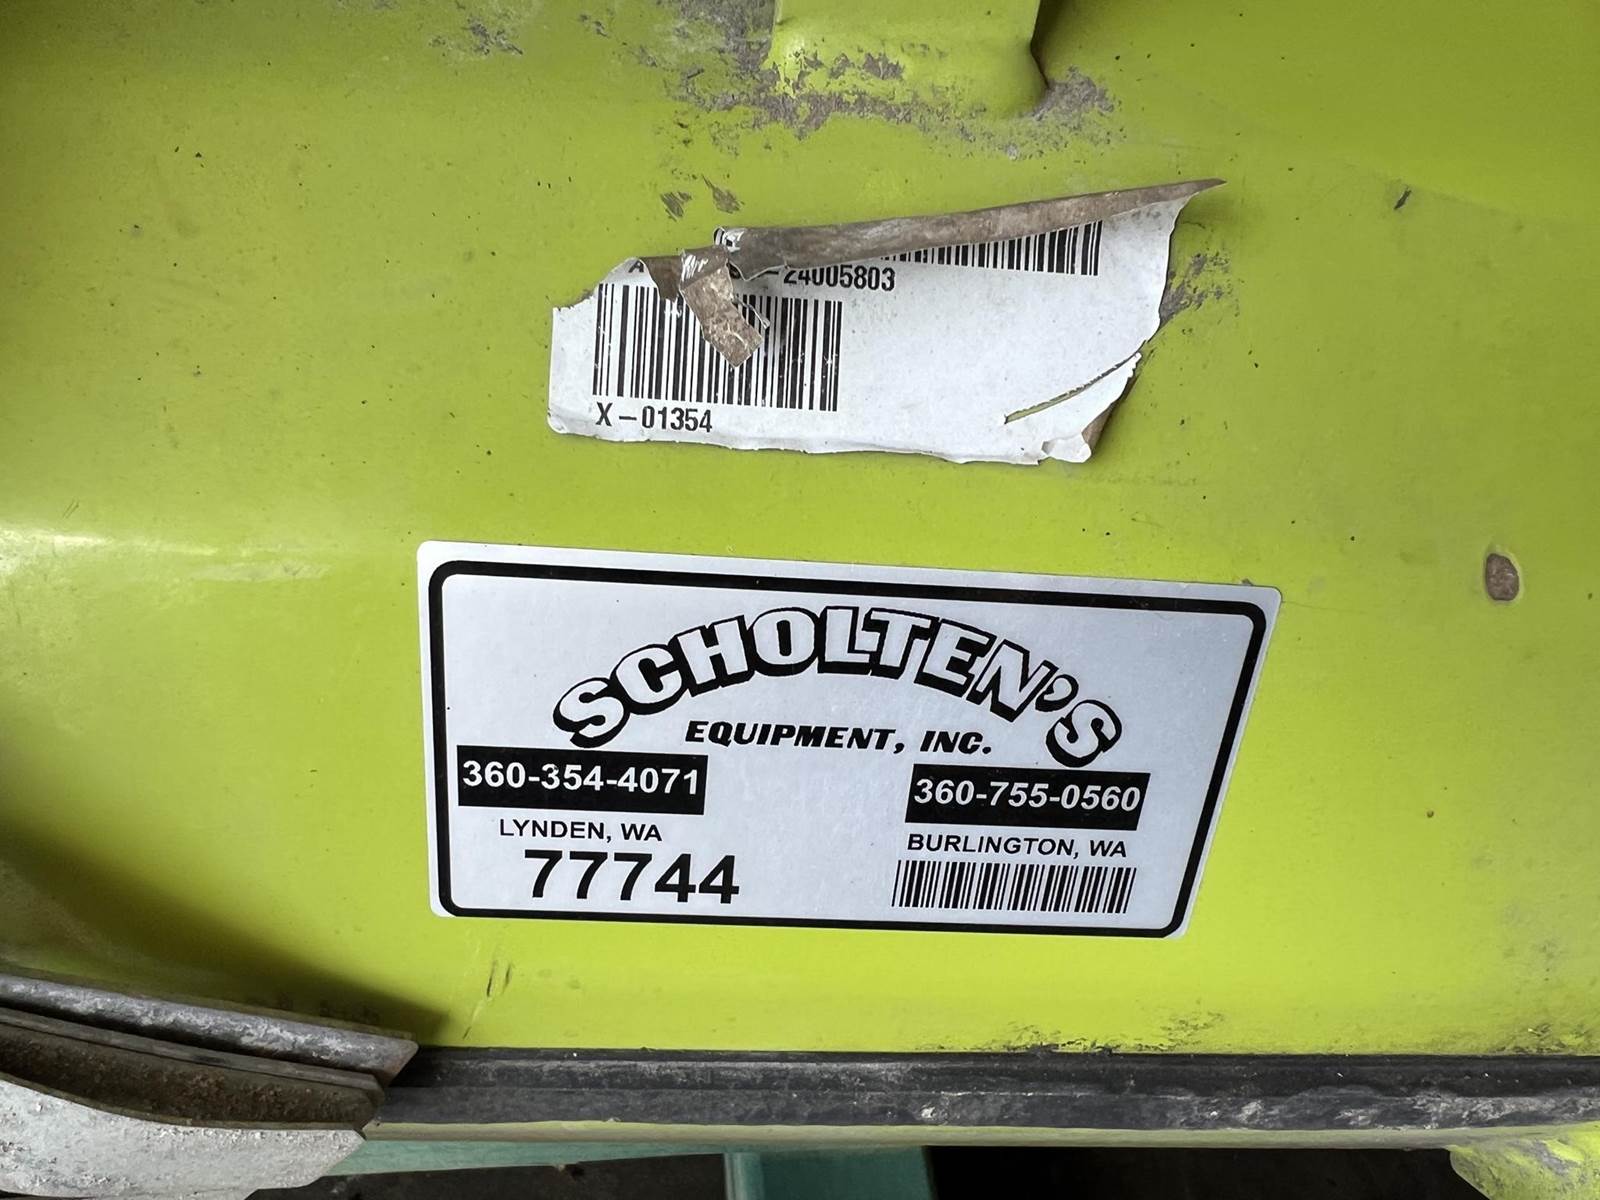 A -24005803
X-01354
SCHOLTEN'S
EQUIPMENT, INC.
360-354-4071 360-755-0560
LYNDEN, WA BURLINGTON, WA
77744